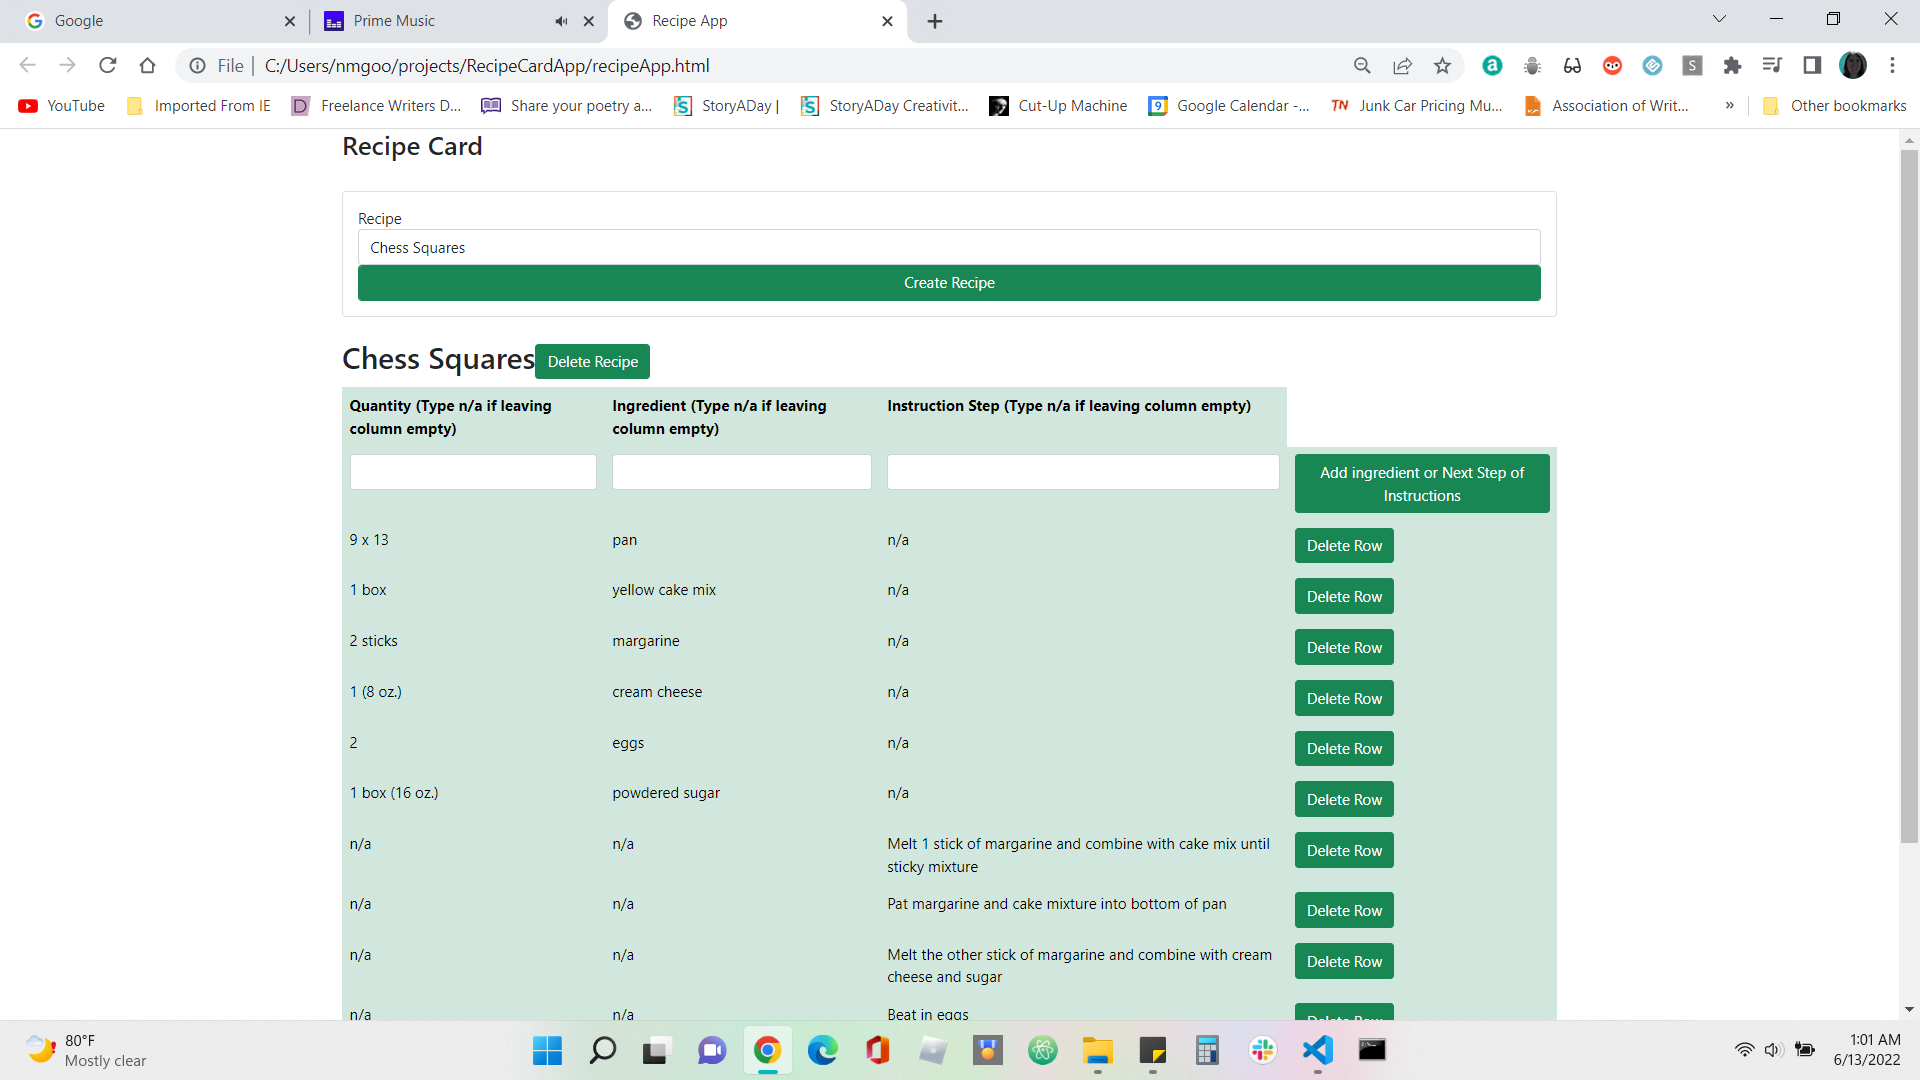 Google
Prime Music
Recipe App
File
C:/Users/nmgoo/projects/RecipeCardApp/recipeApp.html
YouTube
Imported From IE
Freelance Writers D...
Share your poetry a...
StoryADay |
StoryADay Creativit...
Cut-Up Machine
Google Calendar -...
Junk Car Pricing Mu...
Association of Writ...
»
Other bookmarks
Recipe Card
Recipe
Chess Squares
Create Recipe
Chess Squares Delete Recipe
Quantity (Type n/a if leaving
column empty)
Ingredient (Type n/a if leaving
column empty)
Instruction Step (Type n/a if leaving column empty)
Add ingredient or Next Step of
Instructions
9 x 13 pan n/a Delete Row
1 box yellow cake mix n/a Delete Row
2 sticks margarine n/a Delete Row
1 (8 oz.) cream cheese n/a Delete Row
2 eggs n/a Delete Row
1 box (16 oz.) powdered sugar n/a Delete Row
n/a n/a Melt 1 stick of margarine and combine with cake mix until
sticky mixture Delete Row
n/a n/a Pat margarine and cake mixture into bottom of pan Delete Row
n/a n/a Melt the other stick of margarine and combine with cream
cheese and sugar Delete Row
n/a n/a Beat in eggs Delete Row
80°F
Mostly clear
1:01 AM
6/13/2022